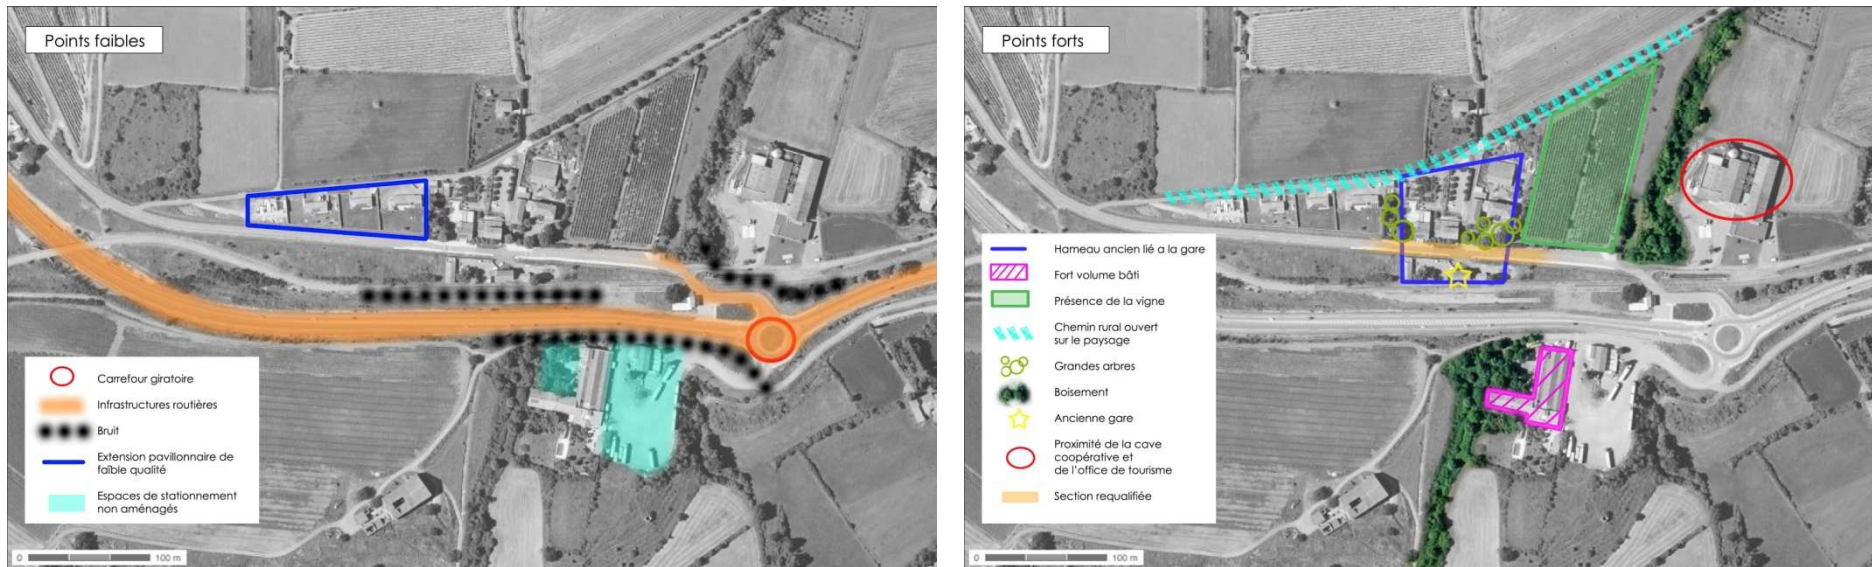 Points faibles
Carrefour giratoire
Infrastructures routières
Bruit
Extension pavillonnaire de
faîble qualité
Espaces de stationnement
non aménagés
0 100 m
Points forts
Hameau ancien lié a la gare
Fort volume bâti
Présence de la vigne
Chemin rural ouvert
sur le paysage
Grandes arbres
Boisement
Ancienne gare
Proximité de la cave
coopérative et
de l'office de tourisme
Section requalifiée
0 100 m